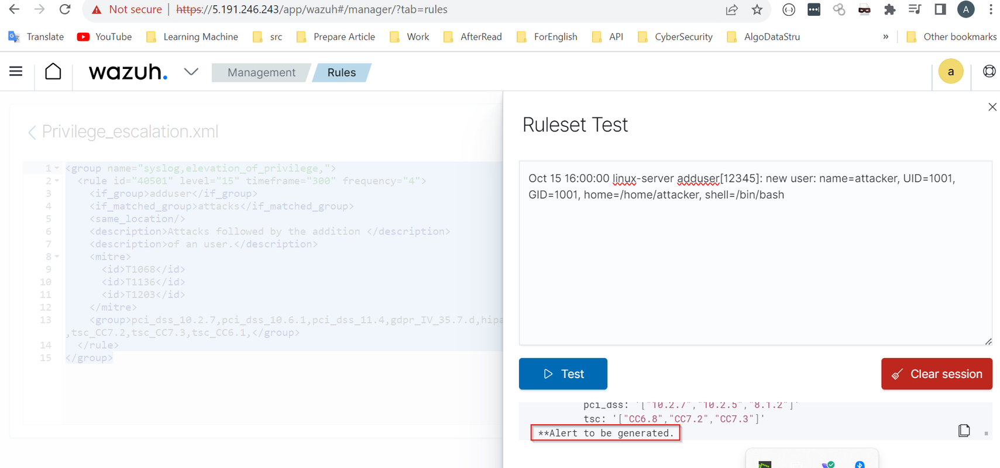 Not secure | https://5.191.246.243/app/wazuh#/manager/?tab=rules
A
Translate YouTube Learning Machine src Prepare Article Work AfterRead ForEnglish API CyberSecurity AlgoDataStru » Other bookmarks
wazuh. Management Rules a
Privilege_escalation.xml
1 <group name="syslog,elevation_of_privilege,">
2 <rule id="40501" level="15" timeframe="300" frequency="4">
3 <if_group>adduser</if_group>
4 <if_matched_group>attacks</if_matched_group>
5 <same_location/>
6 <description>Attacks followed by the addition </description>
7 <description>of an user.</description>
8 <mitre>
9 <id>T1068</id>
10 <id>T1136</id>
11 <id>T1203</id>
12 </mitre>
13 <group>pci_dss_10.2.7,pci_dss_10.6.1,pci_dss_11.4,gdpr_IV_35.7.d,hipa
,tsc_CC7.2,tsc_CC7.3,tsc_CC6.1,</group>
14 </rule>
15 </group>
Ruleset Test
Oct 15 16:00:00 linux-server adduser[12345]: new user: name=attacker, UID=1001,
GID=1001, home=/home/attacker, shell=/bin/bash
Test
Clear session
pci_dss: '["10.2.7","10.2.5","8.1.2"]'
tsc: '["CC6.8","CC7.2","CC7.3"]'
**Alert to be generated.